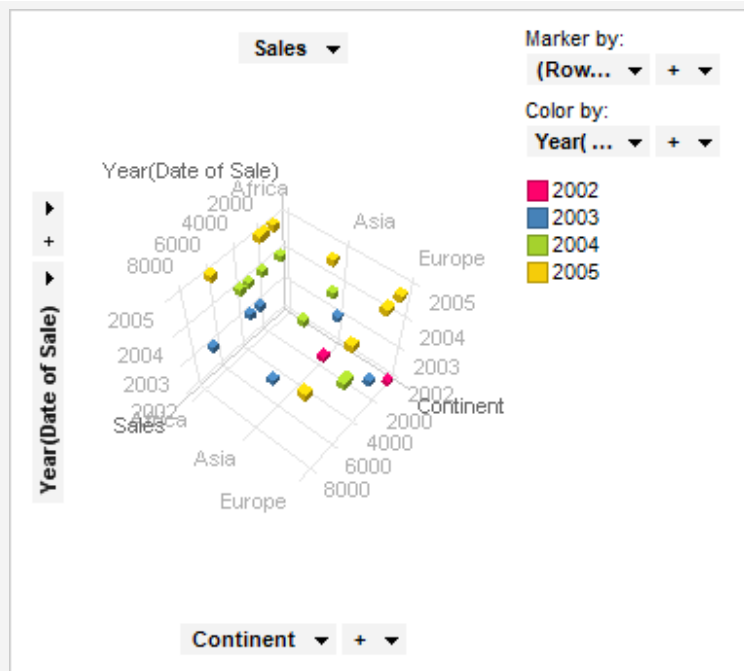 Sales
Marker by:
(Row... +
Color by:
Year( ... +
2002
2003
2004
2005
Year(Date of Sale)
Africa
2000
4000
6000
8000
Asia
Europe
2005
2004
2003
2002
2005
2004
2003
2002
Sales
Africa
Asia
Europe
Continent
2000
4000
6000
8000
+
Year(Date of Sale)
Continent +